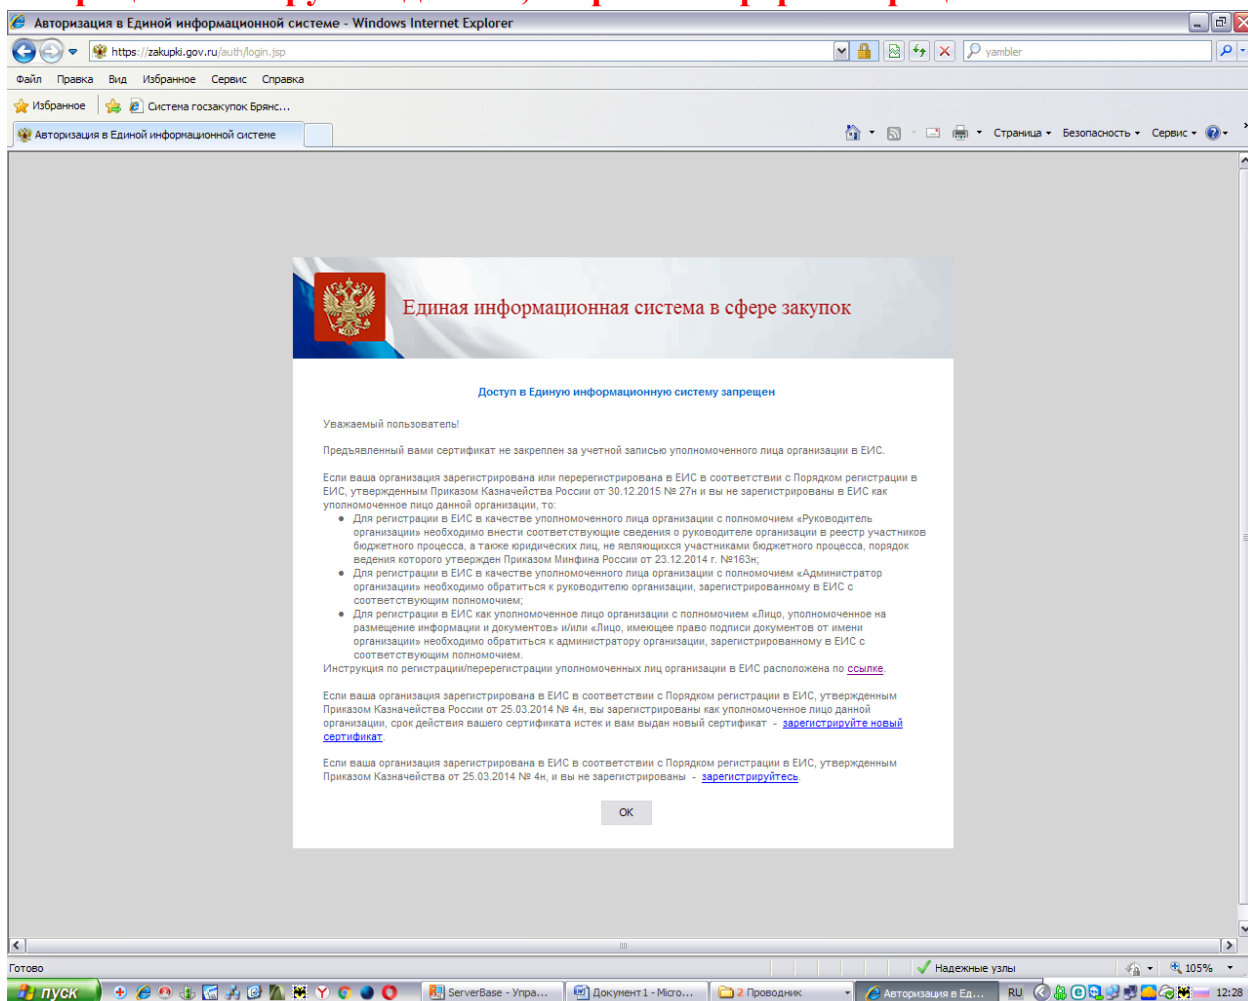 Авторизация в Единой информационной системе - Windows Internet Explorer
https://zakupki.gov.ru/auth/login.jsp
yambler
Файл Правка Вид Избранное Сервис Справка
Избранное Система госзакупок Брянс...
Авторизация в Единой информационной системе
Страница Безопасность Сервис
Единая информационная система в сфере закупок
Доступ в Единую информационную систему запрещен
Уважаемый пользователь!
Предъявленный вами сертификат не закреплен за учетной записью уполномоченного лица организации в ЕИС.
Если ваша организация зарегистрирована или перерегистрирована в ЕИС в соответствии с Порядком регистрации в
ЕИС, утвержденным Приказом Казначейства России от 30.12.2015 № 27н и вы не зарегистрированы в ЕИС как
уполномоченное лицо данной организации, то:
● Для регистрации в ЕИС в качестве уполномоченного лица организации с полномочием «Руководитель
организации» необходимо внести соответствующие сведения о руководителе организации в реестр участников
бюджетного процесса, а также юридических лиц, не являющихся участниками бюджетного процесса, порядок
ведения которого утвержден Приказом Минфина России от 23.12.2014 г. №163н;
● Для регистрации в ЕИС в качестве уполномоченного лица организации с полномочием «Администратор
организации» необходимо обратиться к руководителю организации, зарегистрированному в ЕИС с
соответствующим полномочием;
● Для регистрации в ЕИС как уполномоченное лицо организации с полномочием «Лицо, уполномоченное на
размещение информации и документов» и/или «Лицо, имеющее право подписи документов от имени
организации» необходимо обратиться к администратору организации, зарегистрированному в ЕИС с
соответствующим полномочием.
Инструкция по регистрации/перерегистрации уполномоченных лиц организации в ЕИС расположена по ссылке.
Если ваша организация зарегистрирована в ЕИС в соответствии с Порядком регистрации в ЕИС, утвержденным
Приказом Казначейства России от 25.03.2014 № 4н, вы зарегистрированы как уполномоченное лицо данной
организации, срок действия вашего сертификата истек и вам выдан новый сертификат - зарегистрируйте новый
сертификат.
Если ваша организация зарегистрирована в ЕИС в соответствии с Порядком регистрации в ЕИС, утвержденным
Приказом Казначейства от 25.03.2014 № 4н, и вы не зарегистрированы - зарегистрируйтесь.
OK
Готово Надежные узлы 105%
пуск ServerBase - Упра... Документ1 - Micro... 2 Проводник Авторизация в Ед... RU 12:28